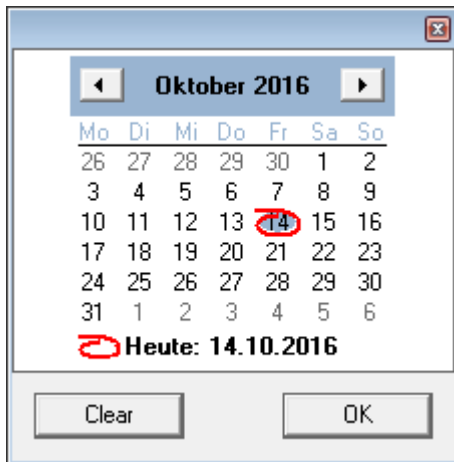 Oktober 2016
Mo Di Mi Do Fr Sa So
26 27 28 29 30 1 2
3 4 5 6 7 8 9
10 11 12 13 14 15 16
17 18 19 20 21 22 23
24 25 26 27 28 29 30
31 1 2 3 4 5 6
Heute: 14.10.2016
Clear OK